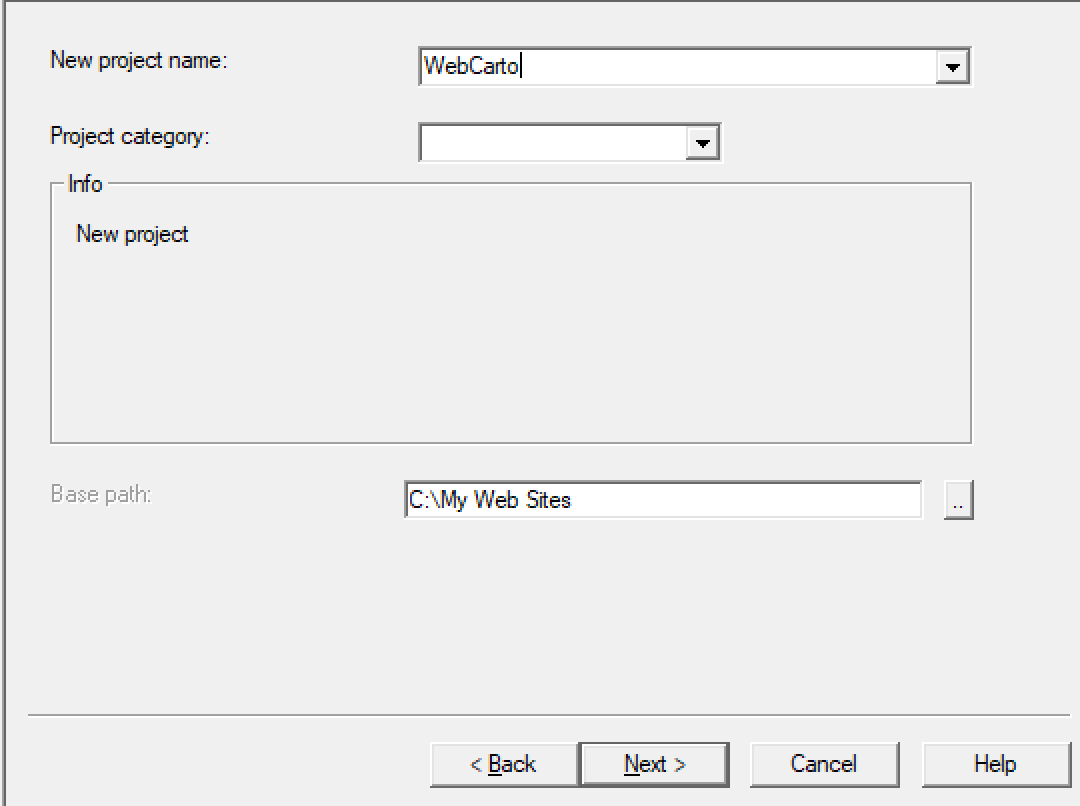 New project name: WebCarto
Project category:
Info
New project
Base path: C:\My Web Sites ..
< Back Next > Cancel Help